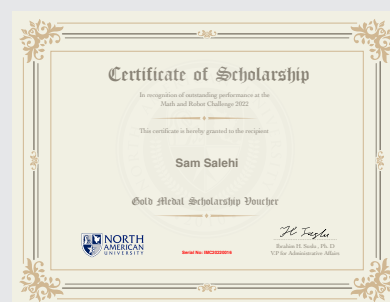 Certificate of Scholarship
In recognition of outstanding performance at the
Math and Robot Challenge 2022
This certificate is hereby granted to the recipient
Sam Salehi
Gold Medal Scholarship Voucher
NORTH
AMERICAN
UNIVERSITY
Serial No:
Ph. D
V.P for Administrative Affairs